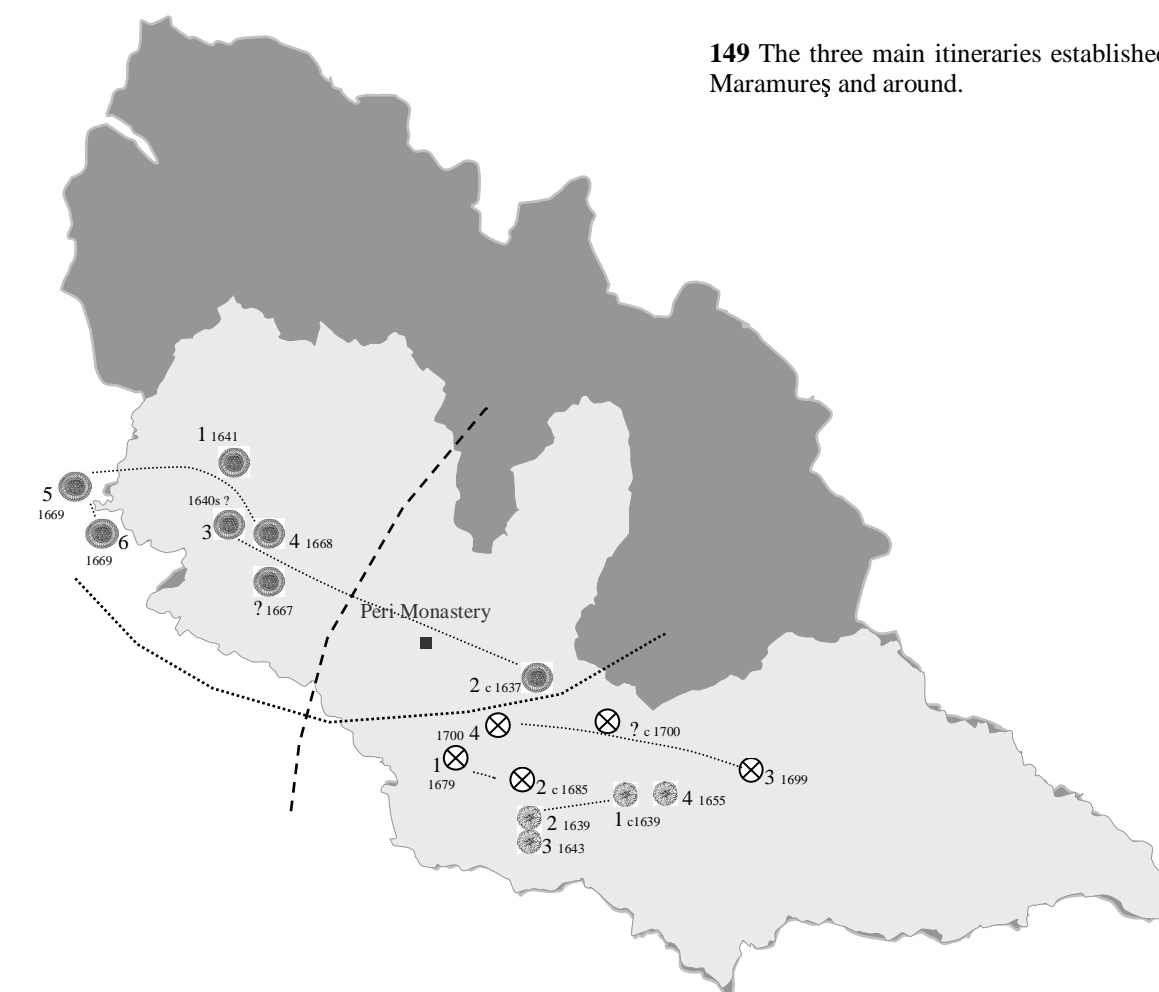 149 The three main itineraries established
Maramureş and around.
1 1641
5
1669
1640s ?
3
4 1668
6
1669
? 1667
Peri Monastery
2 c 1637
1700 4
? c 1700
1
1679
2 c 1685
3 1699
4 1655
1 c1639
2 1639
3 1643